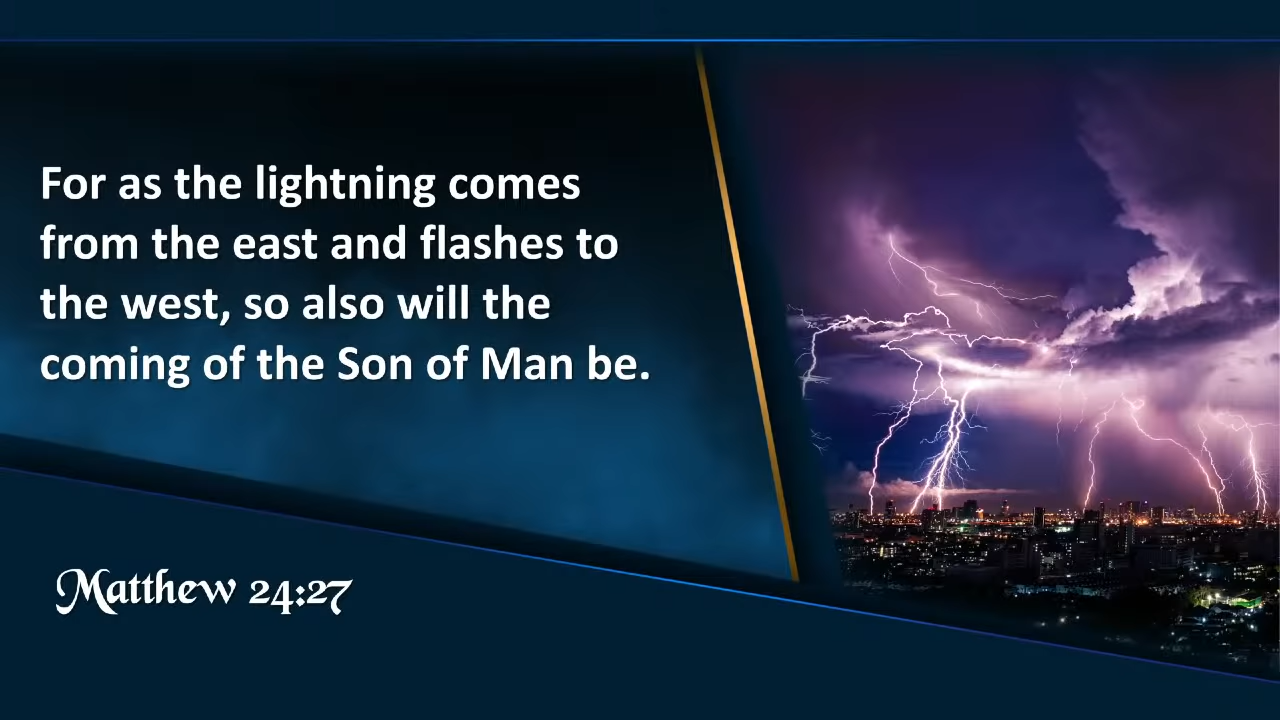 For as the lightning comes
from the east and flashes to
the west, so also will the
coming of the Son of Man be.
Matthew 24:27